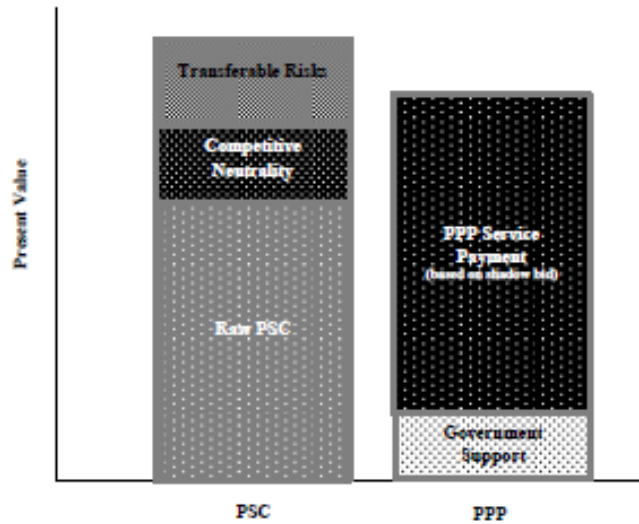 Present Value
Transferable Risks
Competitive
Neutrality
Raw PSC
PPP Service
Payment
(based on shadow bid)
Government
Support
PSC
PPP